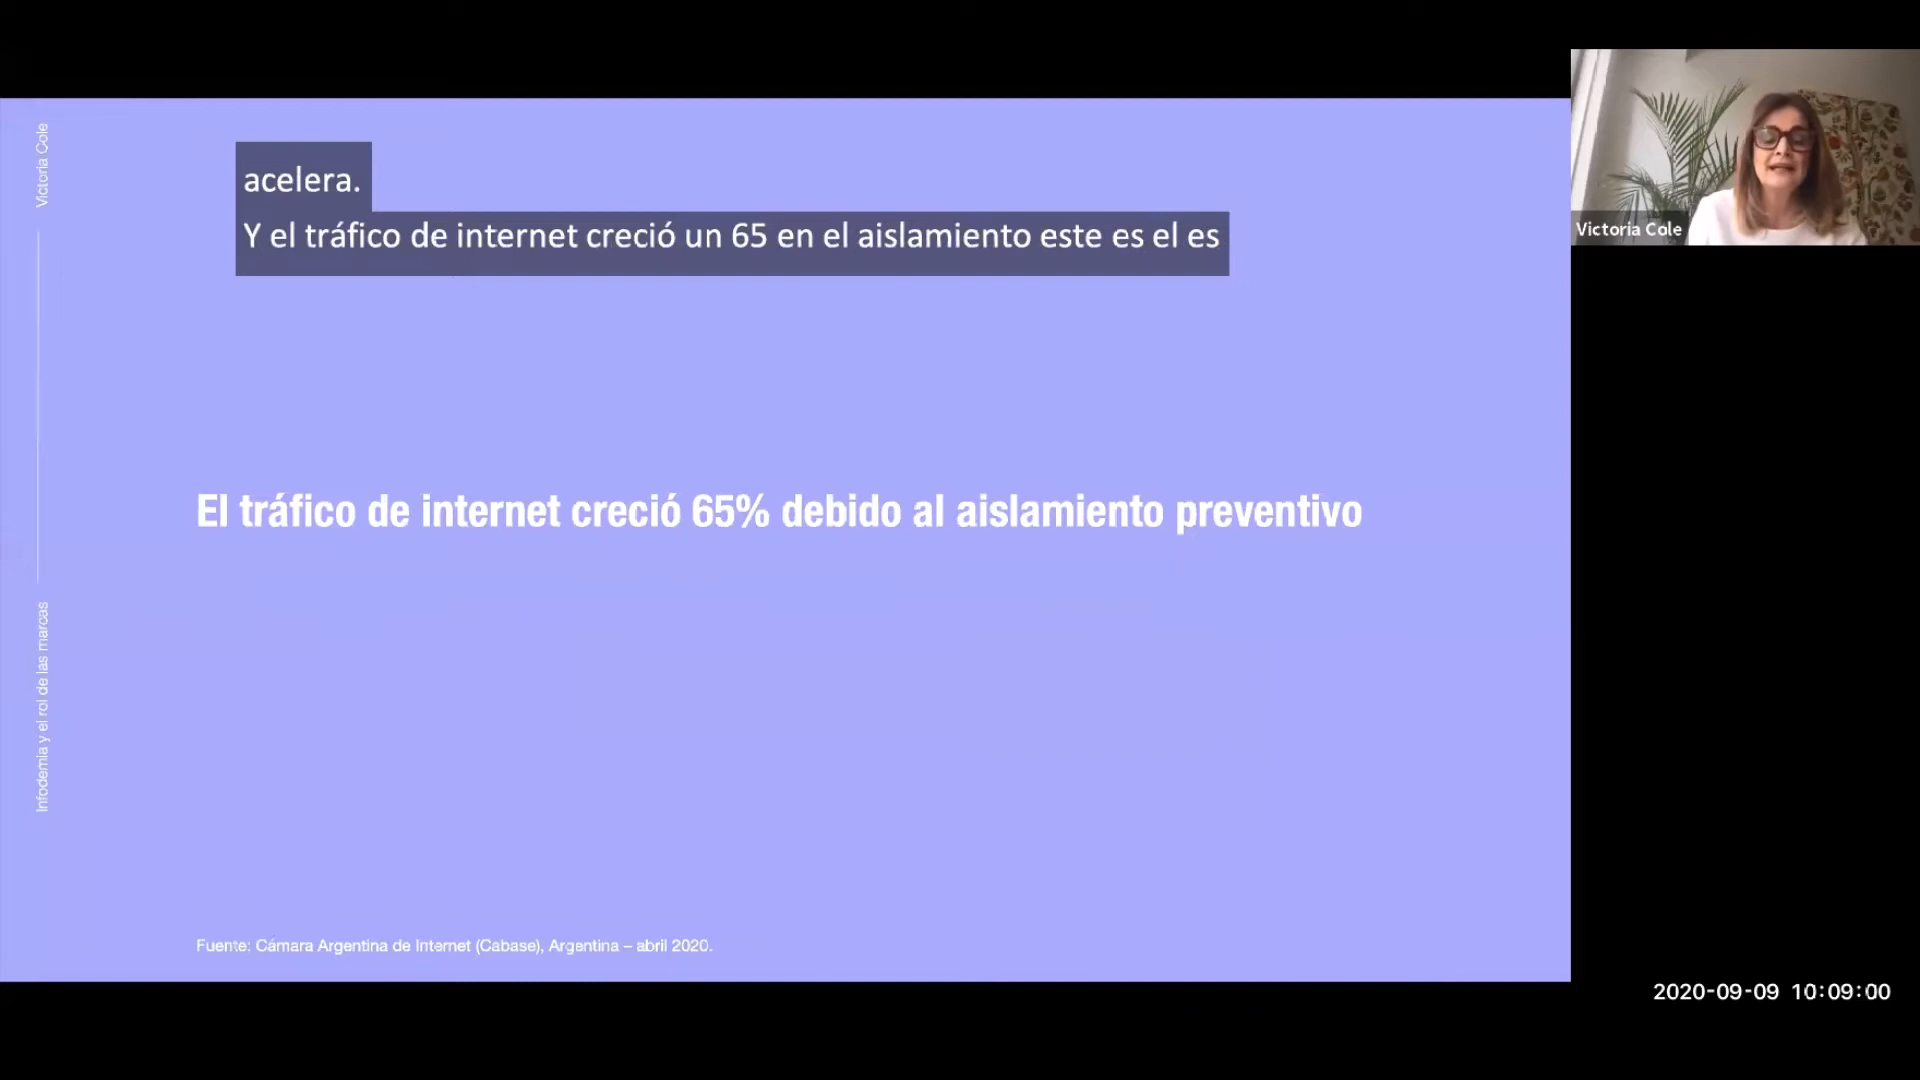 Victoria Cole
Infodemia y el rol de las marcas
acelera.
Y el tráfico de internet creció un 65 en el aislamiento este es el es
El tráfico de internet creció 65% debido al aislamiento preventivo
Fuente: Cámara Argentina de Internet (Cabase), Argentina – abril 2020.
Victoria Cole
2020-09-09 10:09:00